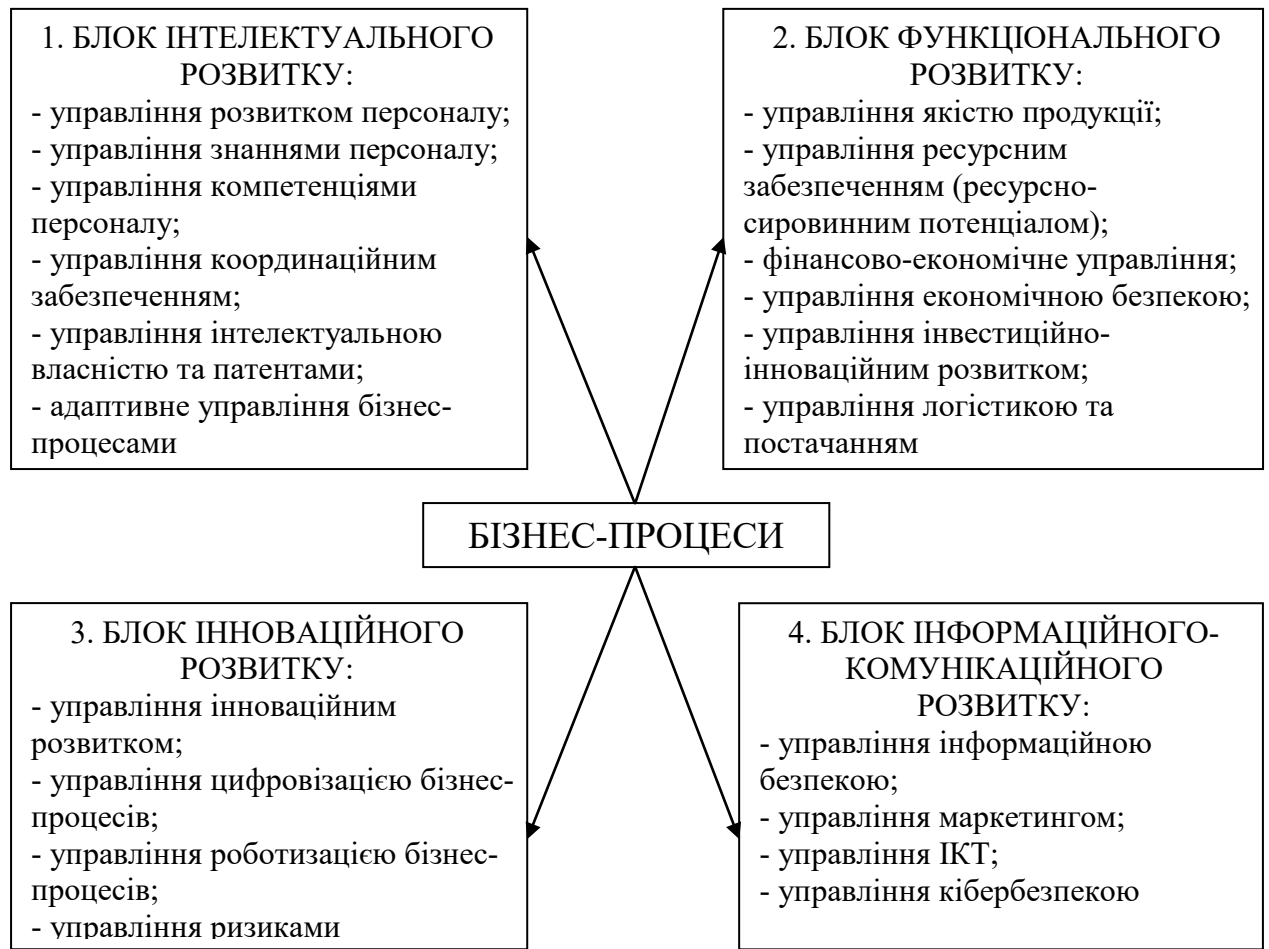 1. БЛОК ІНТЕЛЕКТУАЛЬНОГО
РОЗВИТКУ:
- управління розвитком персоналу;
- управління знаннями персоналу;
- управління компетенціями
персоналу;
- управління координаційним
забезпеченням;
- управління інтелектуальною
власністю та патентами;
- адаптивне управління бізнес-
процесами
2. БЛОК ФУНКЦІОНАЛЬНОГО
РОЗВИТКУ:
- управління якістю продукції;
- управління ресурсним
забезпеченням (ресурсно-
сировинним потенціалом);
- фінансово-економічне управління;
- управління економічною безпекою;
- управління інвестиційно-
інноваційним розвитком;
- управління логістикою та
постачанням
БІЗНЕС-ПРОЦЕСИ
3. БЛОК ІННОВАЦІЙНОГО
РОЗВИТКУ:
- управління інноваційним
розвитком;
- управління цифровізацією бізнес-
процесів;
- управління роботизацією бізнес-
процесів;
- управління ризиками
4. БЛОК ІНФОРМАЦІЙНОГО-
КОМУНІКАЦІЙНОГО
РОЗВИТКУ:
- управління інформаційною
безпекою;
- управління маркетингом;
- управління ІКТ;
- управління кібербезпекою